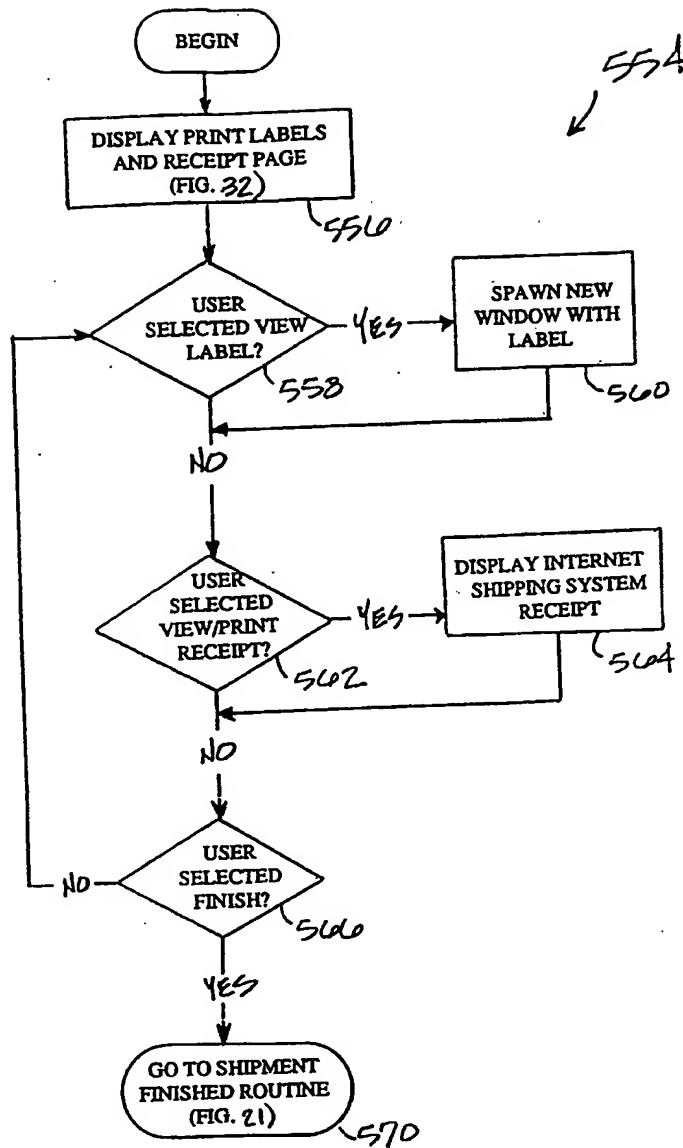 BEGIN
554
DISPLAY PRINT LABELS
AND RECEIPT PAGE
(FIG. 32)
556
USER
SELECTED VIEW
LABEL?
558
YES
SPAWN NEW
WINDOW WITH
LABEL
560
NO
USER
SELECTED
VIEW/PRINT
RECEIPT?
562
YES
DISPLAY INTERNET
SHIPPING SYSTEM
RECEIPT
564
NO
USER
SELECTED
FINISH?
566
NO
YES
GO TO SHIPMENT
FINISHED ROUTINE
(FIG. 21)
570